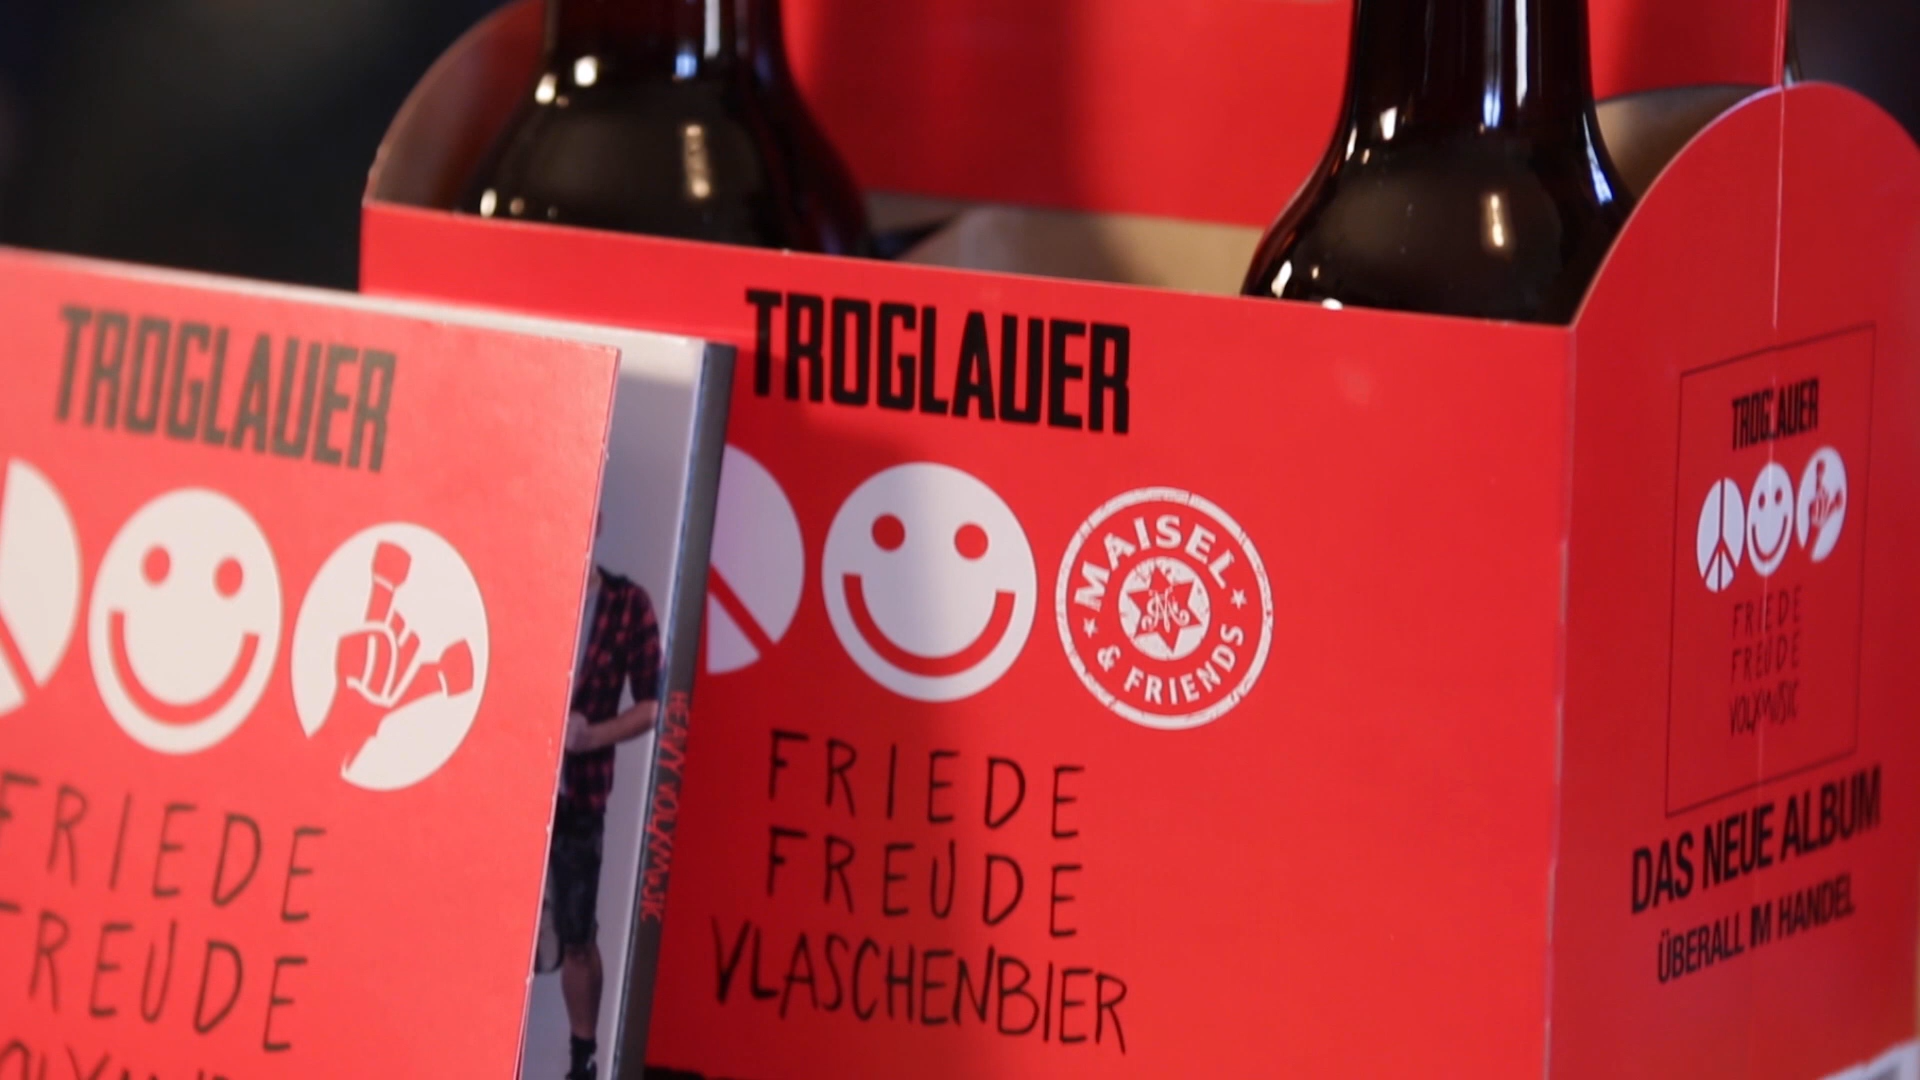 TROGLAUER
FRIEDE
FREUDE
HEAVY VOLXMUSIC
TROGLAUER
MAISEL
& FRIENDS
FRIEDE
FREUDE
VLASCHENBIER
TROGLAUER
FRIEDE
FREUDE
VOLXMUSIC
DAS NEUE ALBUM
ÜBERALL IM HANDEL